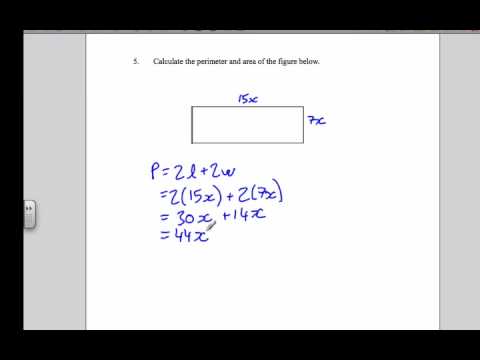 5. Calculate the perimeter and area of the figure below.
15x
7x
P = 2l + 2w
= 2(15x) + 2(7x)
= 30x + 14x
= 44x